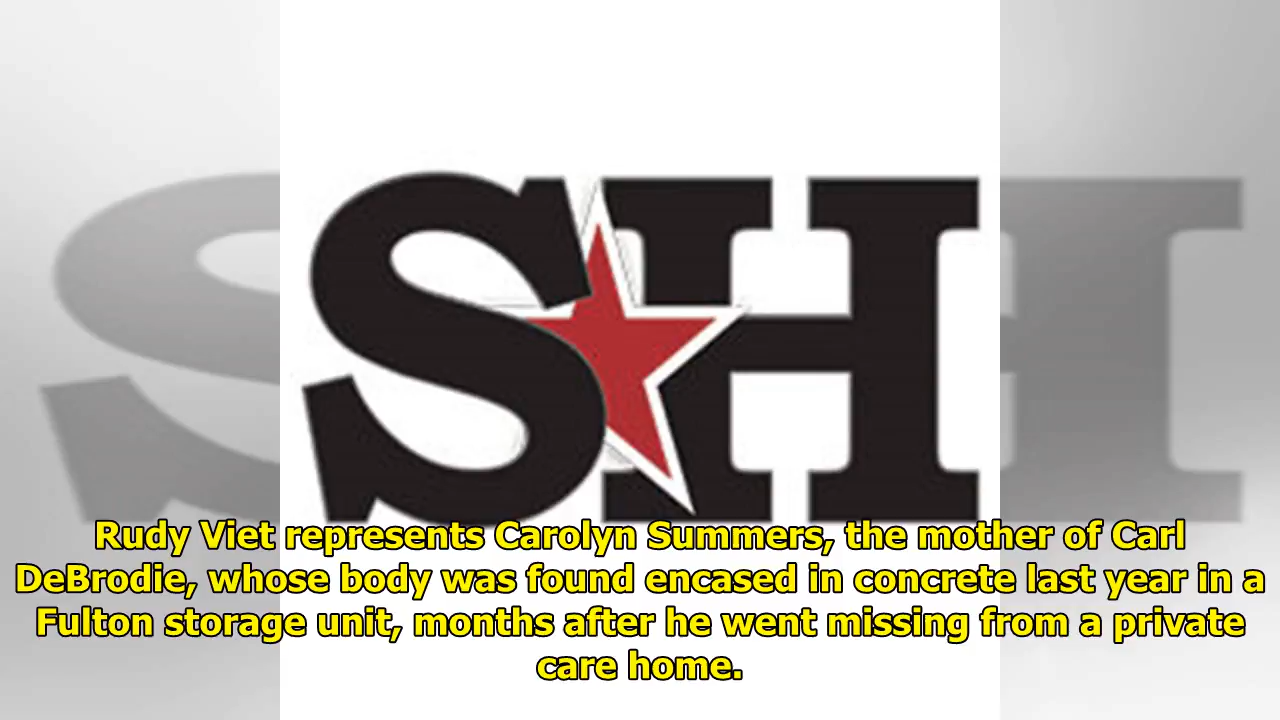 SH
Rudy Viet represents Carolyn Summers, the mother of Carl
DeBrodie, whose body was found encased in concrete last year in a
Fulton storage unit, months after he went missing from a private
care home.